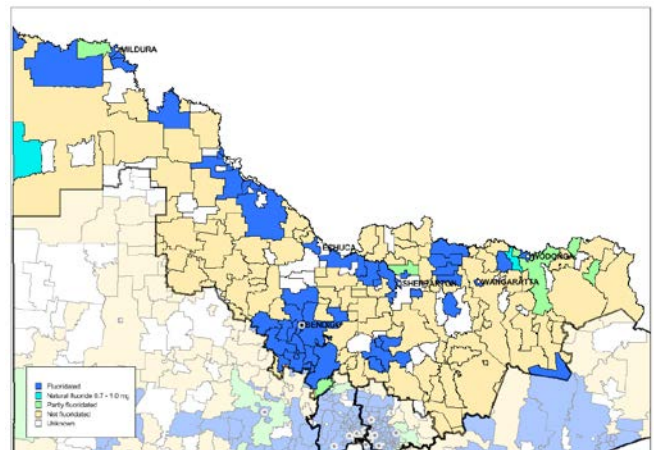 MILDURA
ECHUCA
WODONGA
SHEPPARTON
WANGARATTA
BENDIGO
Fluoridated
Natural fluoride 0.7 - 1.0 mg
Partly fluoridated
Not fluoridated
Unknown